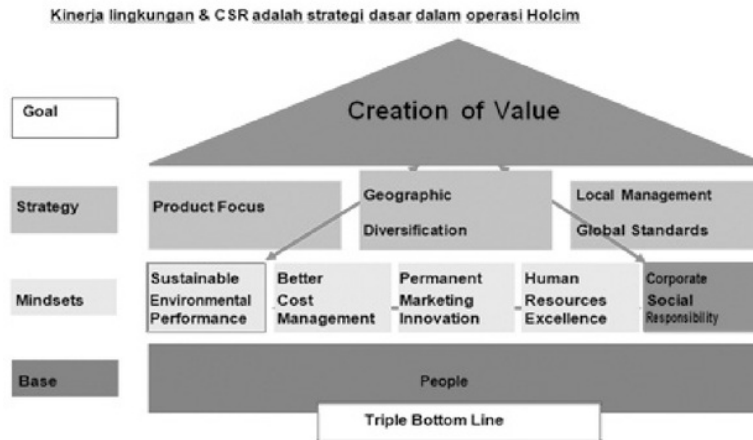 Kinerja lingkungan & CSR adalah strategi dasar dalam operasi Holcim
Goal
Creation of Value
Strategy
Product Focus
Geographic
Diversification
Local Management
Global Standards
Mindsets
Sustainable
Environmental
Performance
Better
Cost
Management
Permanent
Marketing
Innovation
Human
Resources
Excellence
Corporate
Social
Responsibility
Base
People
Triple Bottom Line